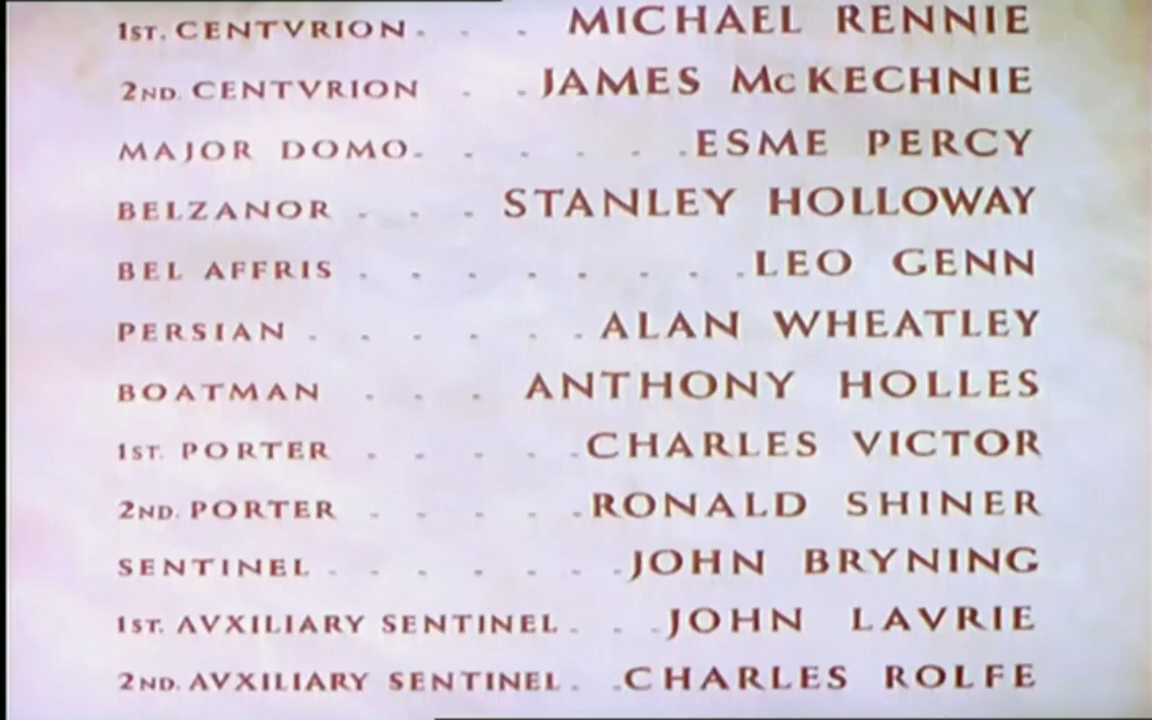 1ST. CENTVRION. . . MICHAEL RENNIE
2ND. CENTVRION . . JAMES McKECHNIE
MAJOR DOMO. . . . . . ESME PERCY
BELZANOR . . . STANLEY HOLLOWAY
BEL AFFRIS . . . . . . . . LEO GENN
PERSIAN . . . . . . ALAN WHEATLEY
BOATMAN . . . ANTHONY HOLLES
1ST. PORTER . . . . . CHARLES VICTOR
2ND. PORTER . . . . . RONALD SHINER
SENTINEL . . . . . . . JOHN BRYNING
1ST. AVXILIARY SENTINEL . . . JOHN LAVRIE
2ND. AVXILIARY SENTINEL . . CHARLES ROLFE